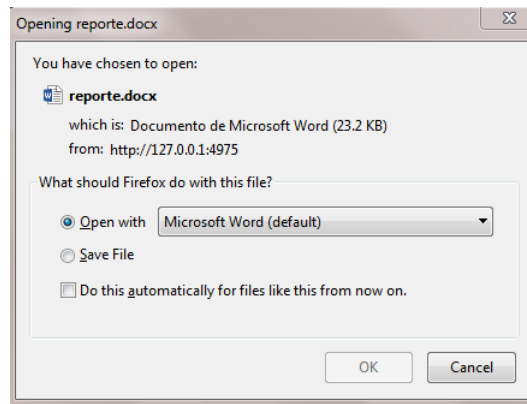 Opening reporte.docx
You have chosen to open:
reporte.docx
which is: Documento de Microsoft Word (23.2 KB)
from: http://127.0.0.1:4975
What should Firefox do with this file?
Open with Microsoft Word (default)
Save File
Do this automatically for files like this from now on.
OK Cancel